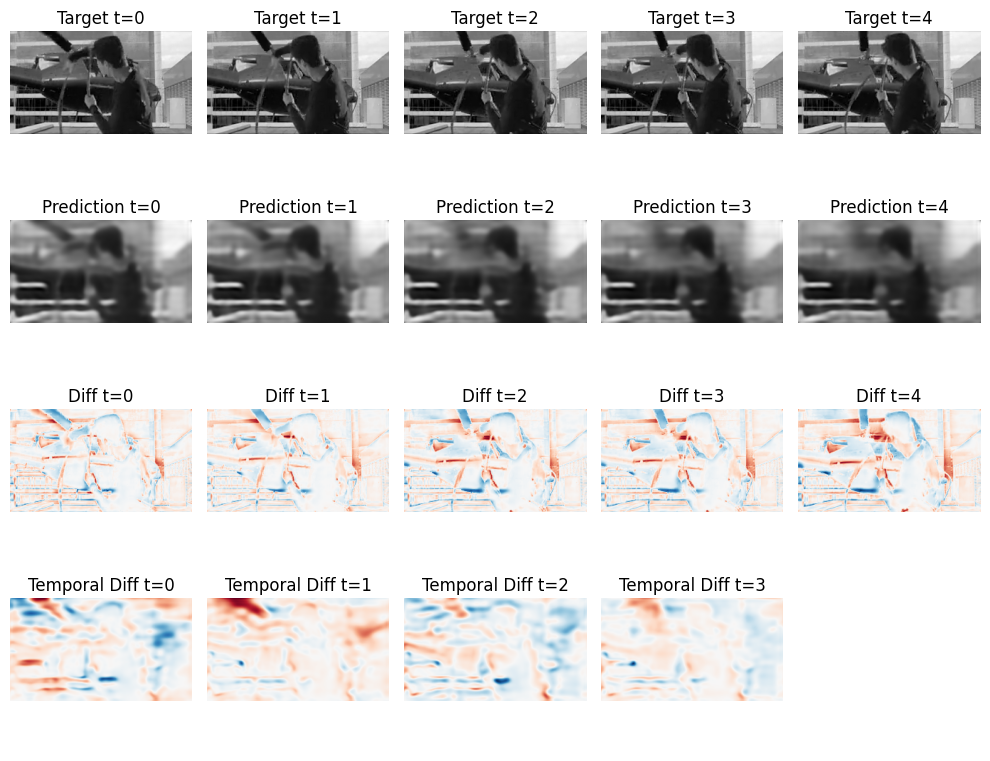 Target t=0
Target t=1
Target t=2
Target t=3
Target t=4
Prediction t=0
Prediction t=1
Prediction t=2
Prediction t=3
Prediction t=4
Diff t=0
Diff t=1
Diff t=2
Diff t=3
Diff t=4
Temporal Diff t=0
Temporal Diff t=1
Temporal Diff t=2
Temporal Diff t=3